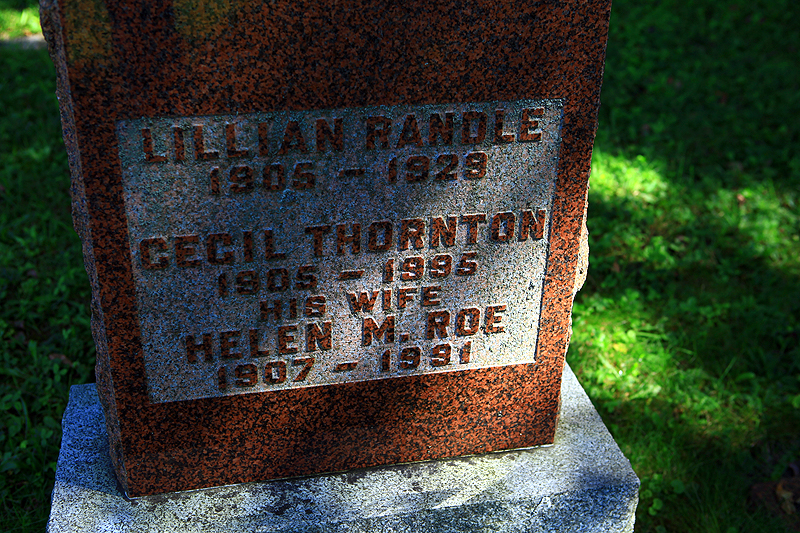 LILLIAN RANDLE
1905 - 1929
CECIL THORNTON
1905 - 1995
HIS WIFE
HELEN M. ROE
1907 - 1991